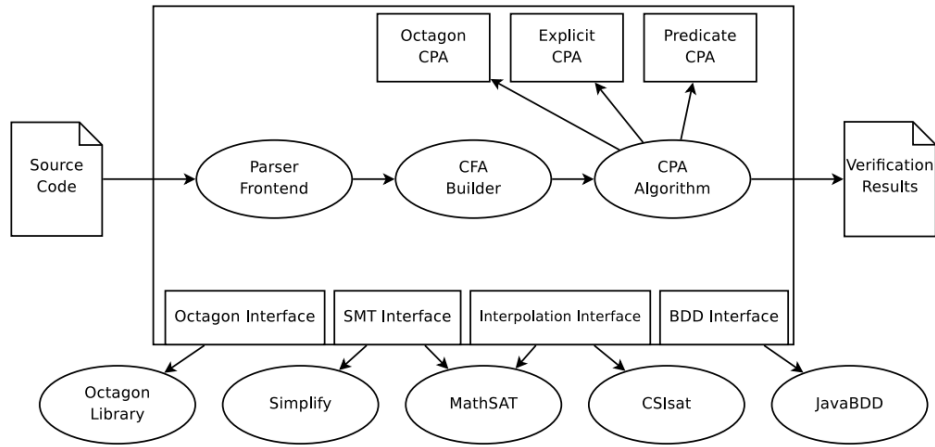 Octagon
CPA
Explicit
CPA
Predicate
CPA
Source
Code
Parser
Frontend
CFA
Builder
CPA
Algorithm
Verification
Results
Octagon Interface
SMT Interface
Interpolation Interface
BDD Interface
Octagon
Library
Simplify
MathSAT
CSIsat
JavaBDD